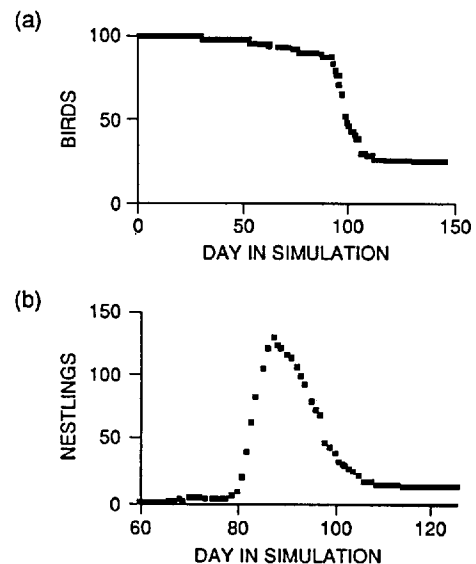 (a)
100
50
0
BIRDS
0 50 100 150
DAY IN SIMULATION
(b)
150
100
50
0
NESTLINGS
60 80 100 120
DAY IN SIMULATION